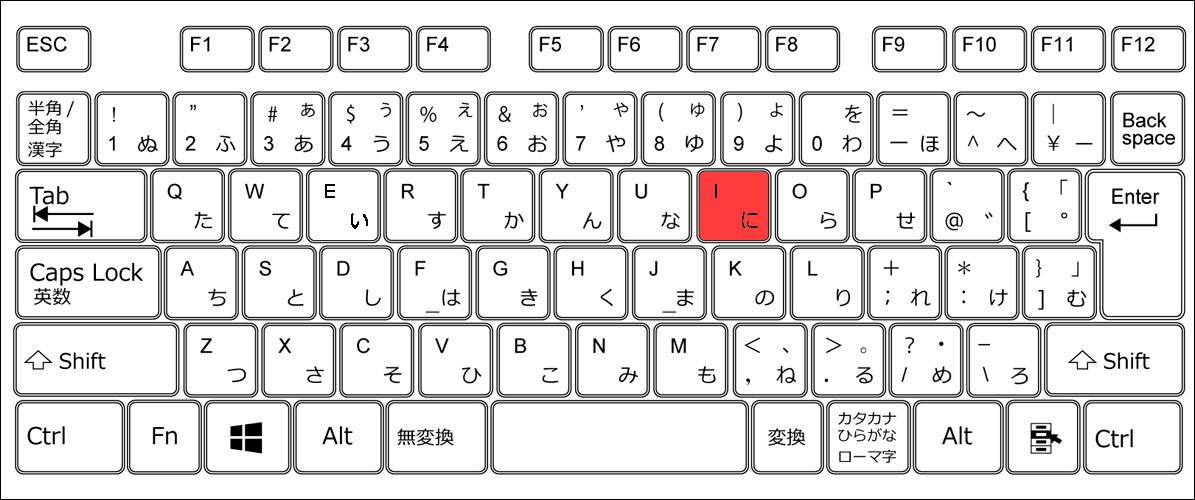 ESC F1 F2 F3 F4 F5 F6 F7 F8 F9 F10 F11 F12
半角/全角 漢字 ! 1 ぬ ” 2 ふ # ぁ 3 あ $ ぅ 4 う % ぇ 5 え & ぉ 6 お ’ ゃ 7 や ( ゅ 8 ゆ ) ょ 9 よ を 0 わ = ー ほ ~ ^ へ | ¥ ー Back space
Tab Q た W て E い R す T か Y ん U な I に O ら P せ ` @ ゛ { 「 [ ゜ Enter
Caps Lock 英数 A ち S と D し F _は G き H く J _ま K の L り + ; れ * : け } 」 ] む
Shift Z つ X さ C そ V ひ B こ N み M も < 、 , ね > 。 . る ? ・ / め _ \ ろ Shift
Ctrl Fn Alt 無変換 変換 カタカナ ひらがな ローマ字 Alt Ctrl